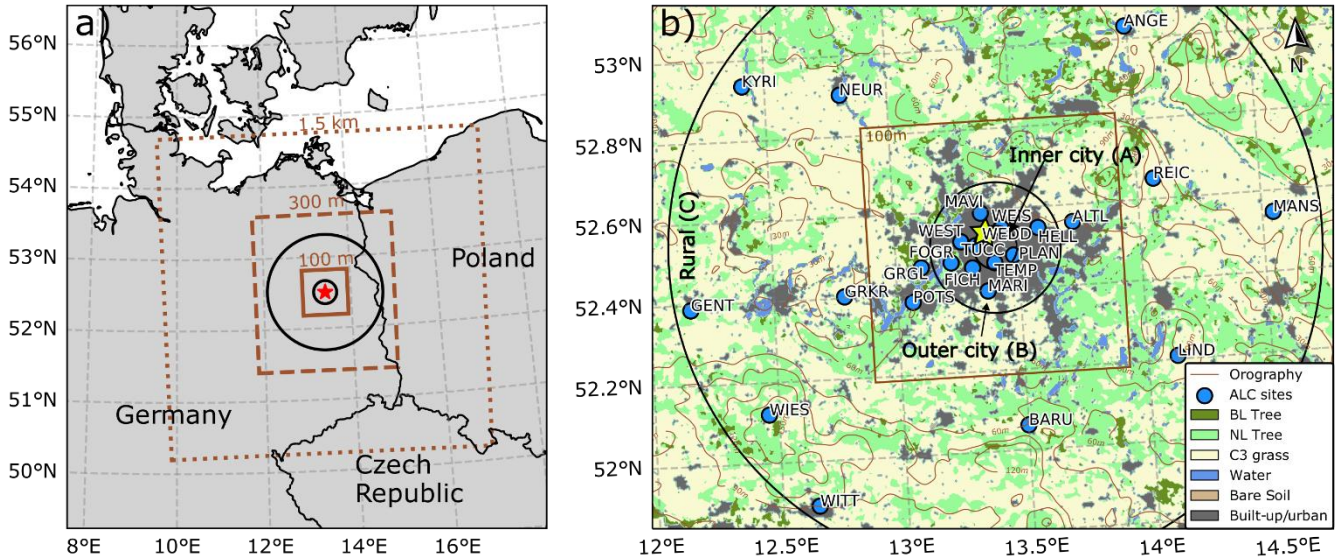 a
56°N
55°N
54°N
53°N
52°N
51°N
50°N
8°E
10°E
12°E
14°E
16°E
18°E
1.5 km
300 m
100 m
Poland
Germany
Czech
Republic
b)
53°N
52.8°N
52.6°N
52.4°N
52.2°N
52°N
12°E
12.5°E
13°E
13.5°E
14°E
14.5°E
N
ANGE
KYRI
NEUR
100m
Inner city (A)
REIC
MANS
MAVI
WEIS
ALTL
WEST
WEDD
HELL
TUCC
PLAN
FOGR
TEMP
GRGL
FICH
MARI
GRKR
POTS
GENT
Rural (C)
Outer city (B)
LIND
WIES
BARU
WITT
Orography
ALC sites
BL Tree
NL Tree
C3 grass
Water
Bare Soil
Built-up/urban
60m
120m